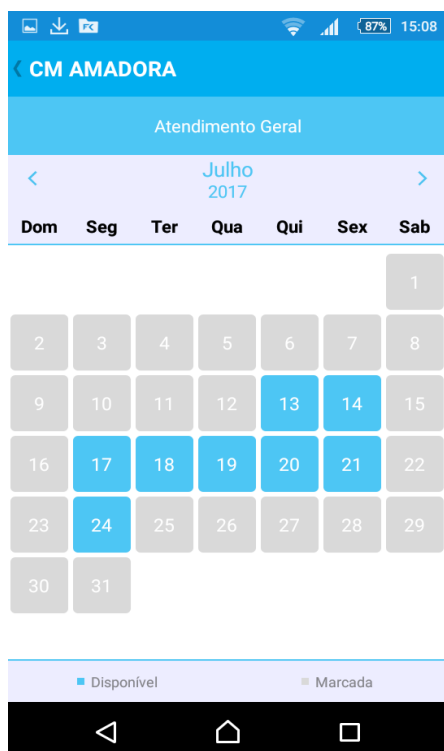 87% 15:08
CM AMADORA
Atendimento Geral
Julho
2017
Dom Seg Ter Qua Qui Sex Sab
1
2 3 4 5 6 7 8
9 10 11 12 13 14 15
16 17 18 19 20 21 22
23 24 25 26 27 28 29
30 31
Disponível Marcada